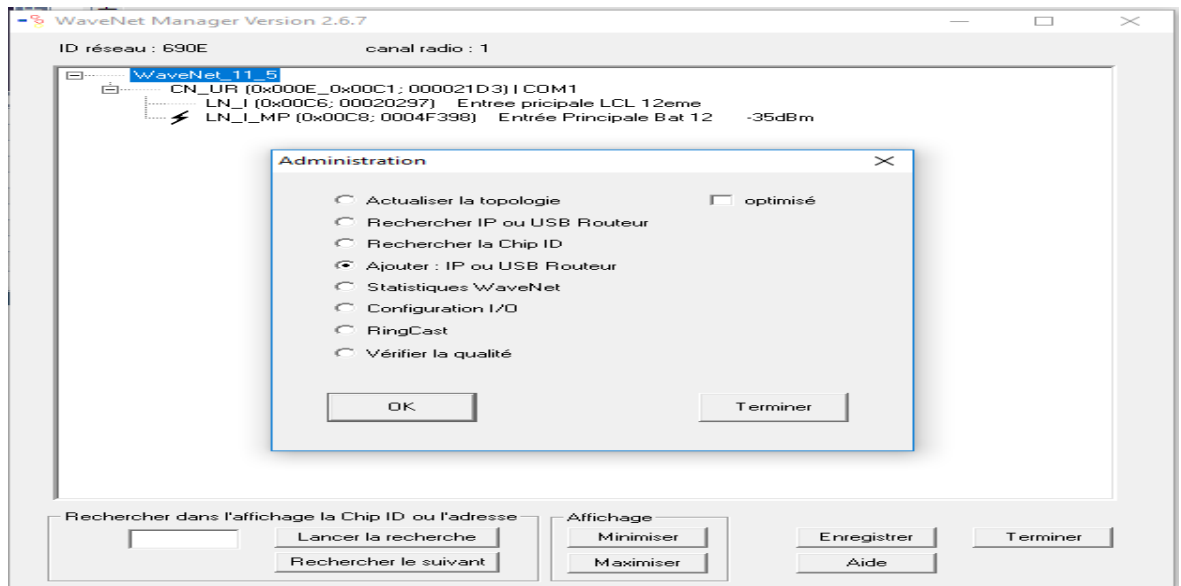 WaveNet Manager Version 2.6.7
ID réseau : 690E canal radio : 1
WaveNet_11_5
CN_UR (0x000E_0x00C1; 000021D3) | COM1
LN_I (0x00C6; 00020297) Entree pricipale LCL 12eme
LN_I_MP (0x00C8; 0004F398) Entrée Principale Bat 12 -35dBm
Administration
Actualiser la topologie optimisé
Rechercher IP ou USB Routeur
Rechercher la Chip ID
Ajouter : IP ou USB Routeur
Statistiques WaveNet
Configuration I/O
RingCast
Vérifier la qualité
OK Terminer
Rechercher dans l'affichage la Chip ID ou l'adresse
Lancer la recherche
Rechercher le suivant
Affichage
Minimiser
Maximiser
Enregistrer Terminer
Aide